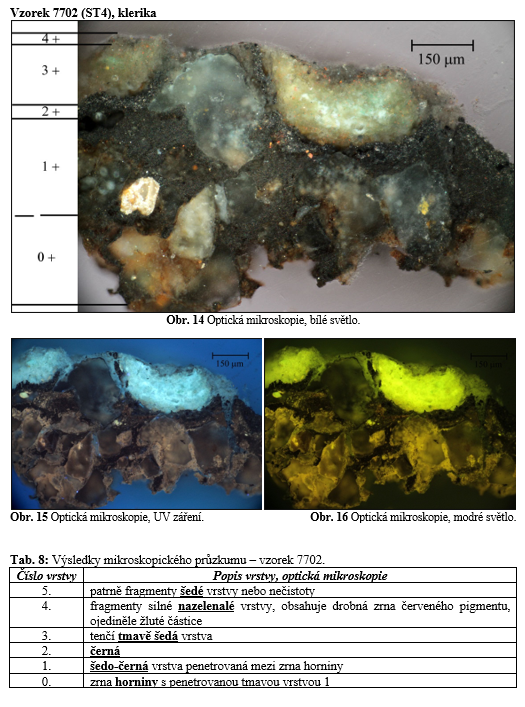 Vzorek 7702 (ST4), klerika
4 +
3 +
2 +
1 +
0 +
150 µm
Obr. 14 Optická mikroskopie, bílé světlo.
150 µm
150 µm
Obr. 15 Optická mikroskopie, UV záření.
Obr. 16 Optická mikroskopie, modré světlo.
Tab. 8: Výsledky mikroskopického průzkumu – vzorek 7702.
Číslo vrstvy Popis vrstvy, optická mikroskopie
5. patrně fragmenty šedé vrstvy nebo nečistoty
4. fragmenty silné nazelenalé vrstvy, obsahuje drobná zrna červeného pigmentu,
ojediněle žluté částice
3. tenčí tmavě šedá vrstva
2. černá
1. šedo-černá vrstva penetrovaná mezi zrna horniny
0. zrna horniny s penetrovanou tmavou vrstvou 1